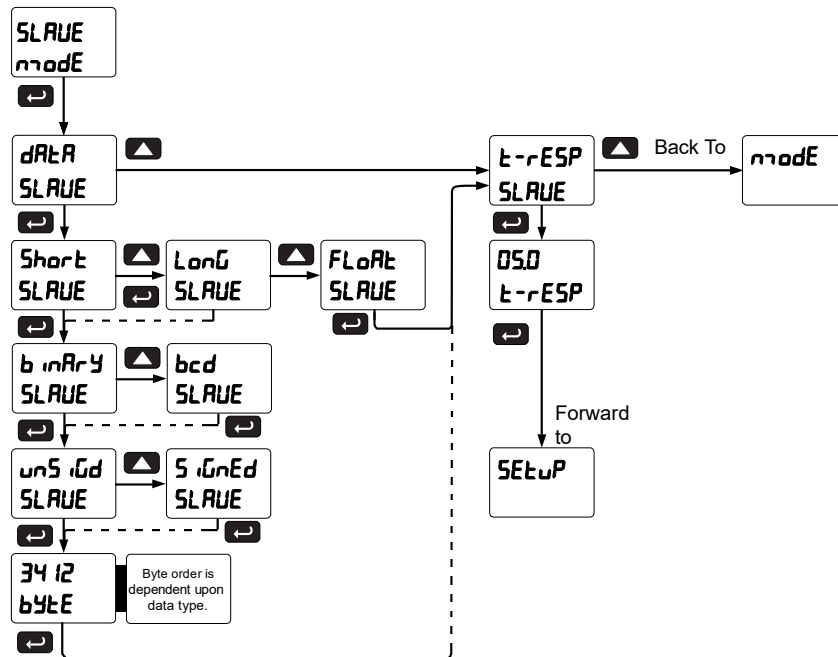 SLAVE
modE
dAtA
SLAVE
t-rESP
SLAVE
Back To
modE
Short
SLAVE
LonG
SLAVE
FLoAt
SLAVE
05.0
t-rESP
binAry
SLAVE
bcd
SLAVE
Forward
to
unSiGd
SLAVE
SiGnEd
SLAVE
SEtuP
3412
bytE
Byte order is
dependent upon
data type.